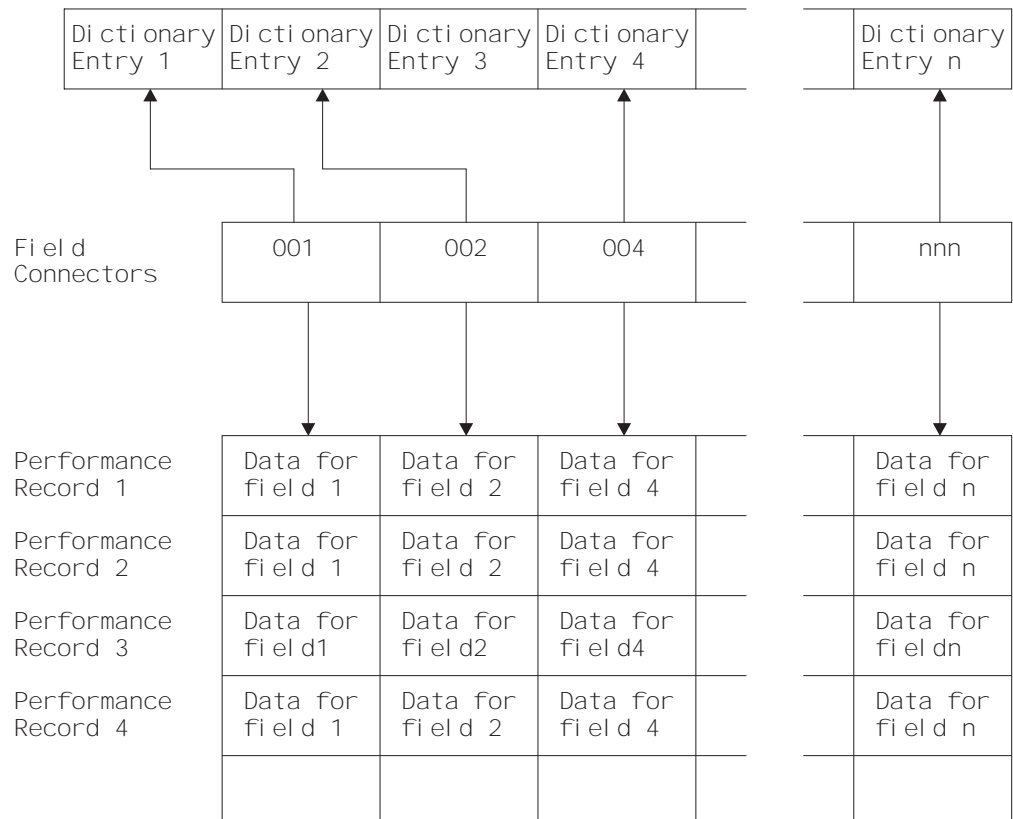 Dictionary Dictionary Dictionary Dictionary Dictionary
Entry 1 Entry 2 Entry 3 Entry 4 Entry n
Field 001 002 004 nnn
Connectors
Performance Data for Data for Data for Data for
Record 1 field 1 field 2 field 4 field n
Performance Data for Data for Data for Data for
Record 2 field 1 field 2 field 4 field n
Performance Data for Data for Data for Data for
Record 3 field1 field2 field4 fieldn
Performance Data for Data for Data for Data for
Record 4 field 1 field 2 field 4 field n